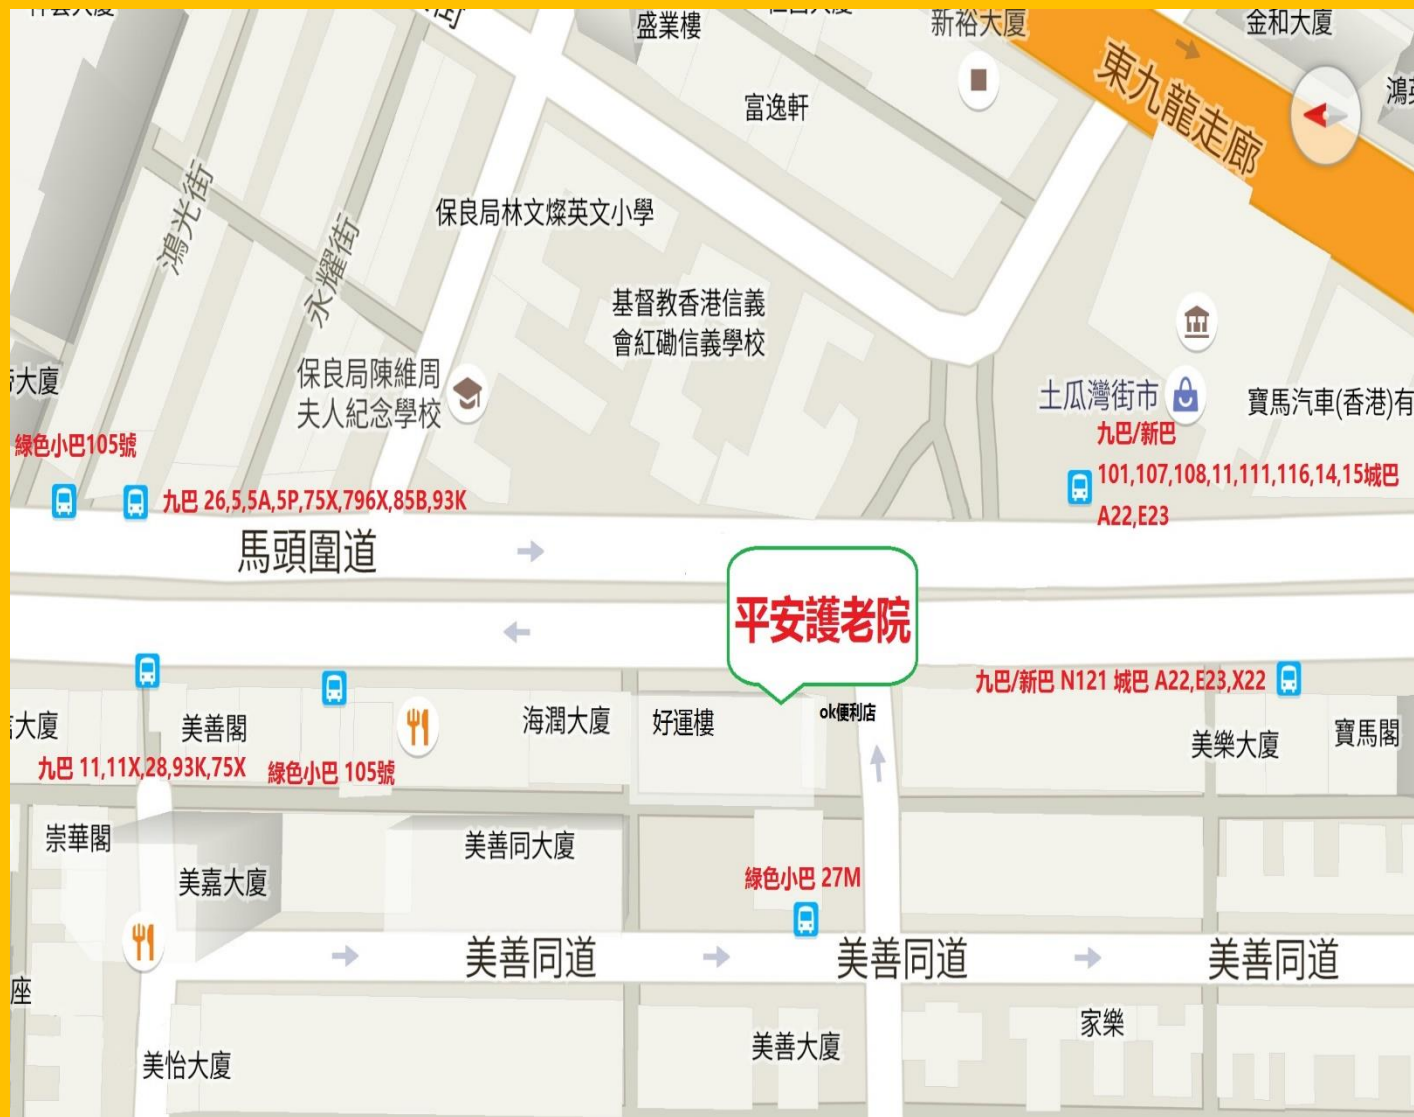 盛業樓
新裕大廈
金和大廈
富逸軒
東九龍走廊
鴻光街
永耀街
保良局林文燦英文小學
基督教香港信義
會紅磡信義學校
保良局陳維周
夫人紀念學校
土瓜灣街市
寶馬汽車(香港)有
大廈
綠色小巴105號
九巴 26,5,5A,5P,75X,796X,85B,93K
九巴/新巴
101,107,108,11,111,116,14,15城巴
A22,E23
馬頭圍道
平安護老院
九巴/新巴 N121 城巴 A22,E23,X22
大廈
美善閣
海潤大廈
好運樓
ok便利店
美樂大廈
寶馬閣
九巴 11,11X,28,93K,75X
綠色小巴 105號
崇華閣
美嘉大廈
美善同大廈
綠色小巴 27M
美善同道
美善同道
美善同道
座
美怡大廈
美善大廈
家樂